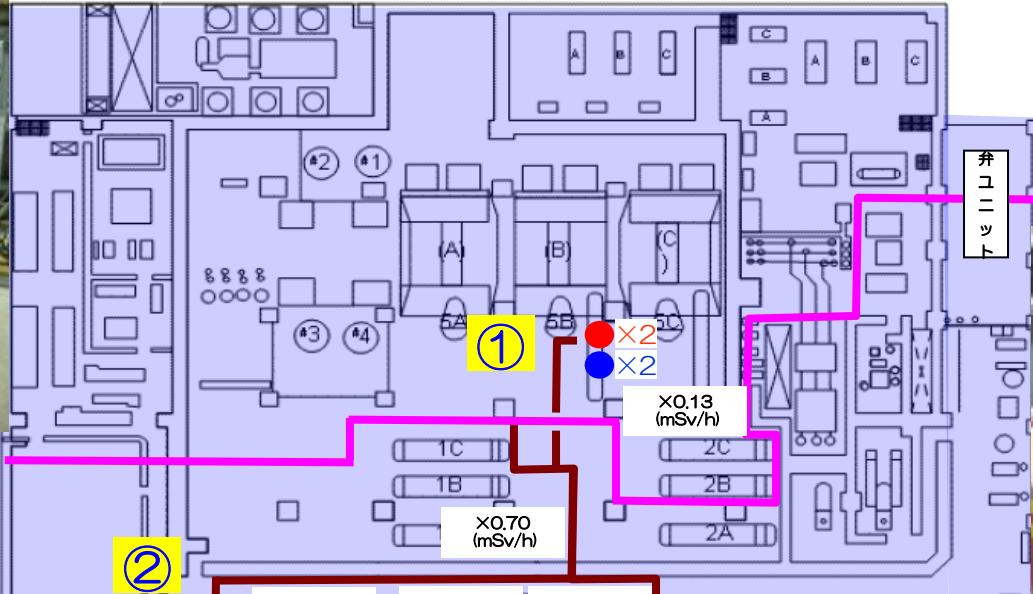 C
A
B
C
A
B
C
B
A
弁ユニット
#2
#1
(A)
(B)
(C
)
#3
#4
5A
5B
5C
①
×2
×2
×0.13
(mSv/h)
1C
2C
1B
2B
×0.70
(mSv/h)
2A
②